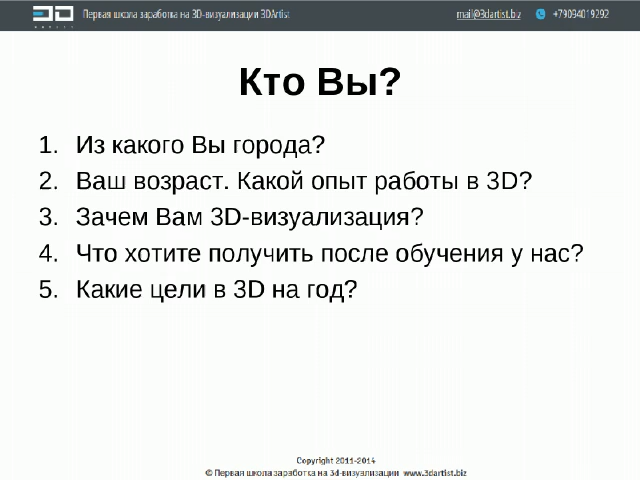 3D
ARTIST
Первая школа заработка на 3D-визуализации 3DArtist
mail@3dartist.biz
+79094019292
Кто Вы?
1. Из какого Вы города?
2. Ваш возраст. Какой опыт работы в 3D?
3. Зачем Вам 3D-визуализация?
4. Что хотите получить после обучения у нас?
5. Какие цели в 3D на год?
Copyright 2011-2014
© Первая школа заработка на 3d-визуализации www.3dartist.biz